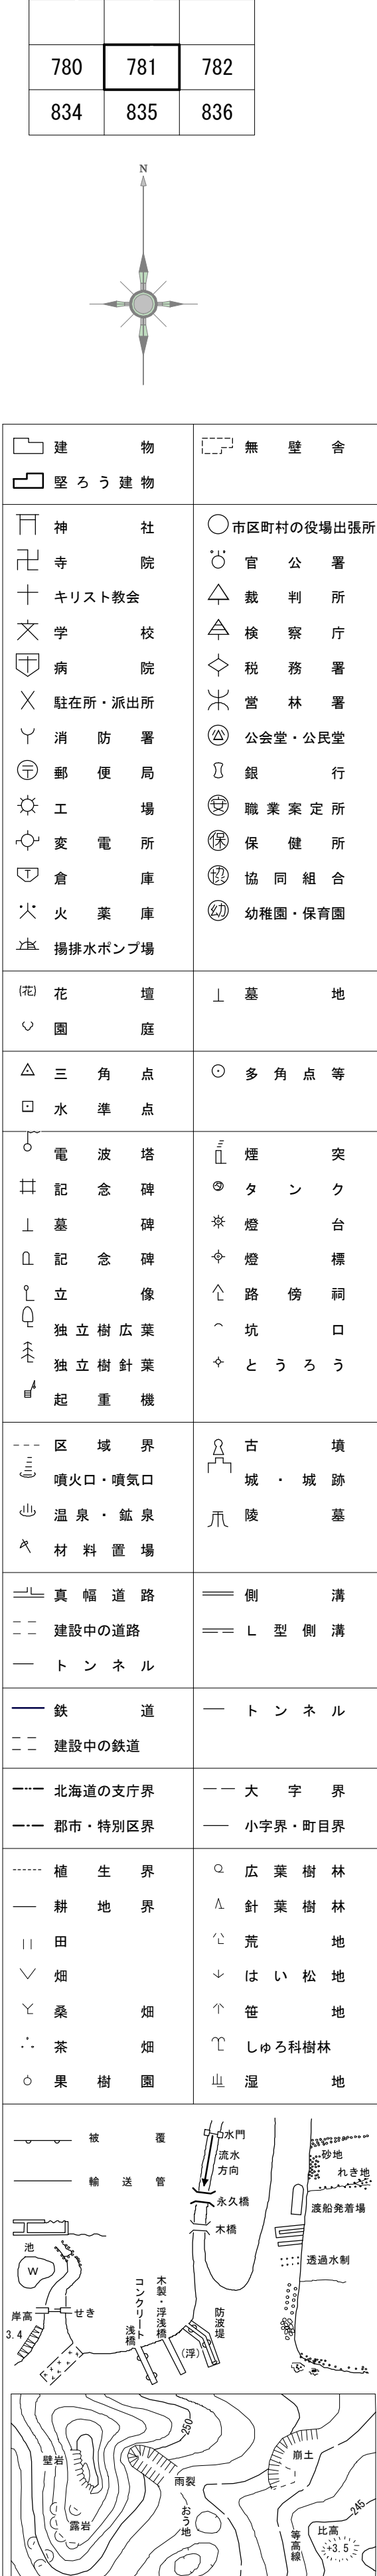 780 781 782
834 835 836
N
建物
無壁舎
堅ろう建物
神社
市区町村の役場出張所
寺院
官公署
キリスト教会
裁判所
学校
検察庁
病院
税務署
駐在所・派出所
営林署
消防署
公会堂・公民堂
郵便局
銀行
工場
安
職業案定所
変電所
保
保健所
倉庫
協
協同組合
火薬庫
幼
幼稚園・保育園
揚排水ポンプ場
(花)
花壇
墓地
園庭
三角点
多角点等
水準点
電波塔
煙突
記念碑
タンク
墓碑
燈台
記念碑
燈標
立像
路傍祠
独立樹広葉
坑口
独立樹針葉
とうろう
起重機
区域界
古墳
噴火口・噴気口
城・城跡
温泉・鉱泉
陵墓
材料置場
真幅道路
側溝
建設中の道路
L型側溝
トンネル
鉄道
トンネル
建設中の鉄道
北海道の支庁界
大字界
郡市・特別区界
小字界・町目界
植生界
広葉樹林
耕地界
針葉樹林
田
荒地
畑
はい松地
桑畑
笹地
茶畑
しゅろ科樹林
果樹園
湿地
被覆
水門
砂地
流水
方向
れき地
輸送管
永久橋
渡船発着場
木橋
池
W
透過水制
岸高
3.4
せき
コンクリート
浅橋
木製・浮浅橋
防波堤
(浮)
250
壁岩
崩土
雨裂
露岩
おう地
等高線
比高
+3.5
245